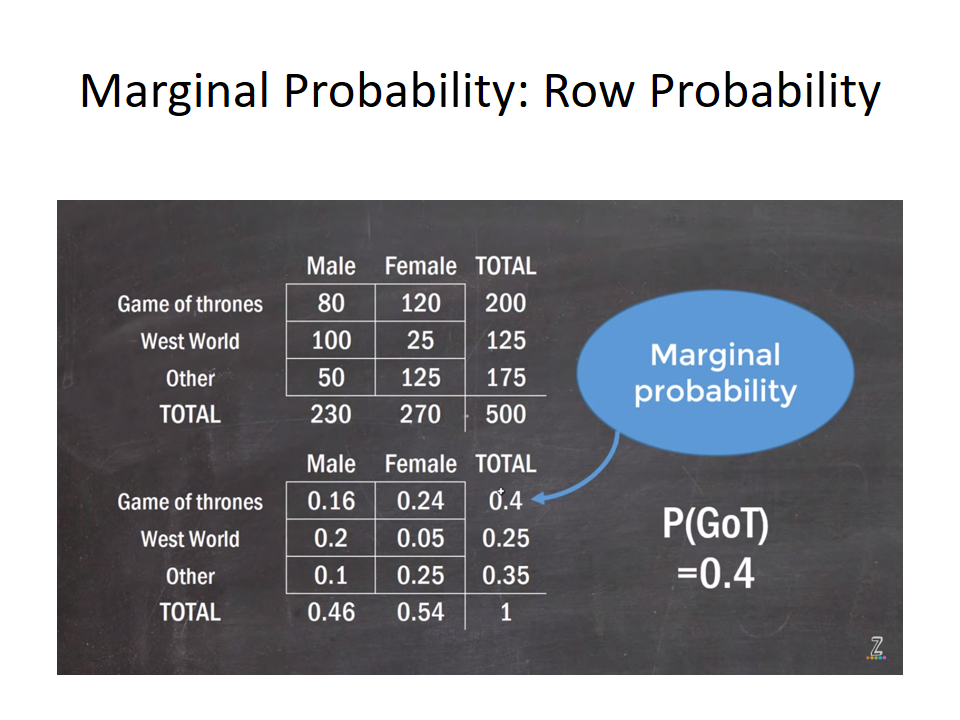 Marginal Probability: Row Probability
Male Female TOTAL
Game of thrones 80 120 200
West World 100 25 125
Other 50 125 175
TOTAL 230 270 500
Marginal
probability
Male Female TOTAL
Game of thrones 0.16 0.24 0.4
West World 0.2 0.05 0.25
Other 0.1 0.25 0.35
TOTAL 0.46 0.54 1
P(GoT)
=0.4
Z